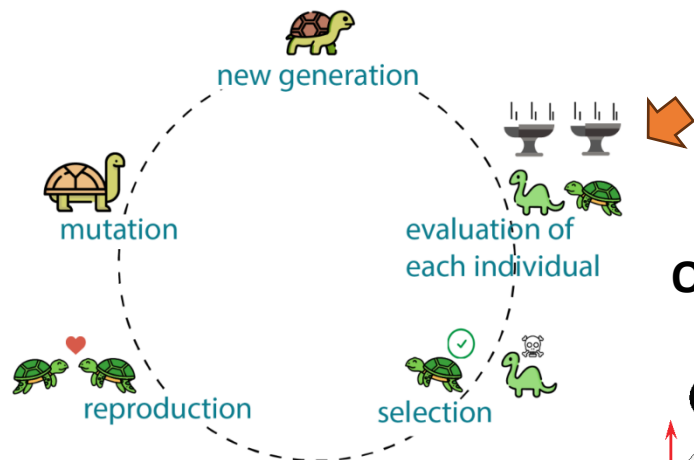 new generation
evaluation of
each individual
mutation
selection
reproduction